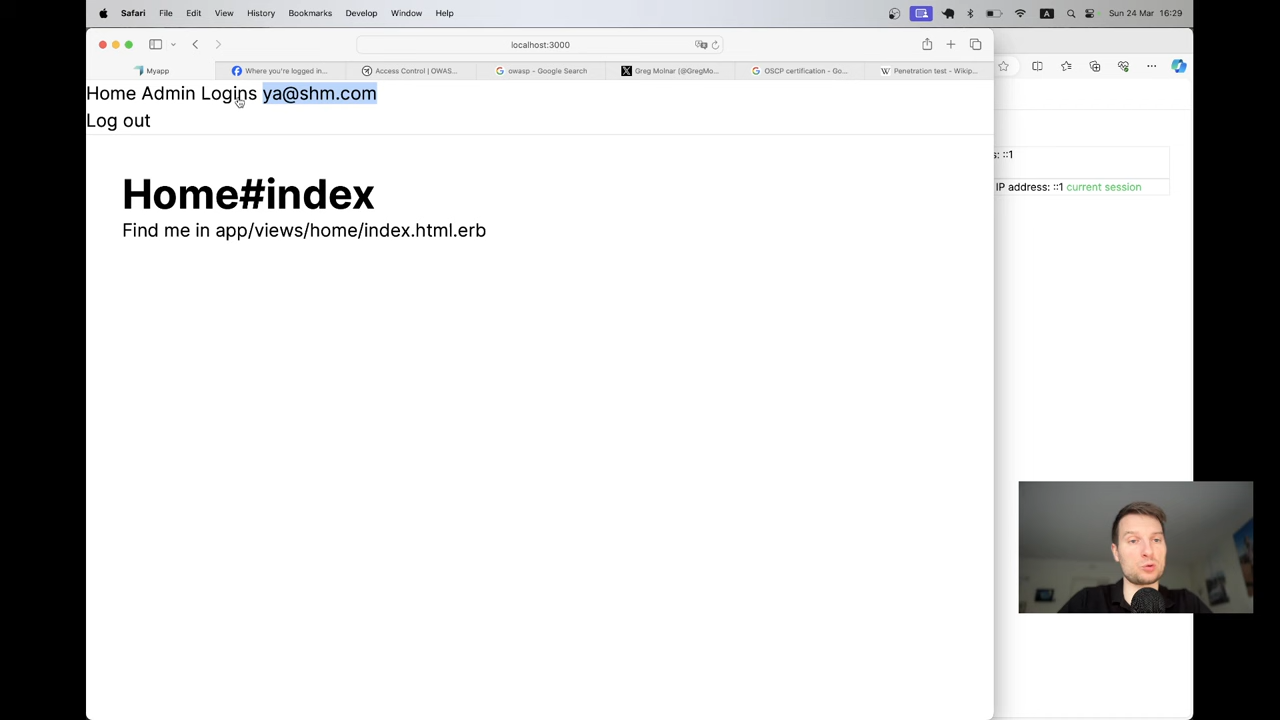 Safari File Edit View History Bookmarks Develop Window Help
A Sun 24 Mar 16:29
localhost:3000
Myapp
Where you're logged in...
Access Control | OWAS...
owasp - Google Search
Greg Molnar (@GregMo...
OSCP certification - Go...
Penetration test - Wikip...
Home Admin Logins ya@shm.com
Log out
s: ::1
IP address: ::1 current session
Home#index
Find me in app/views/home/index.html.erb